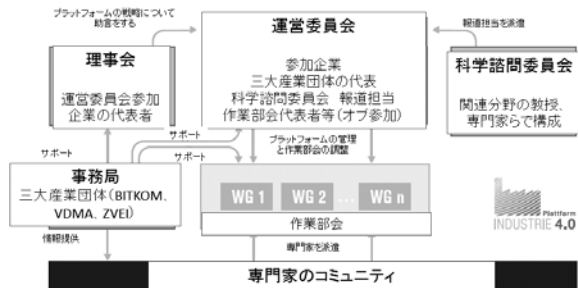 プラットフォームの戦略について
助言をする
運営委員会
参加企業
三大産業団体の代表
科学諮問委員会 報道担当
作業部会代表者等(オブ参加)
報道担当を派遣
理事会
運営委員会参加
企業の代表者
科学諮問委員会
関連分野の教授、
専門家らで構成
サポート
サポート
サポート
プラットフォームの管理
と作業部会の調整
事務局
三大産業団体(BITKOM、
VDMA、ZVEI)
WG 1 WG 2 ... WG n
作業部会
Plattform
INDUSTRIE 4.0
情報提供
専門家を派遣
専門家のコミュニティ